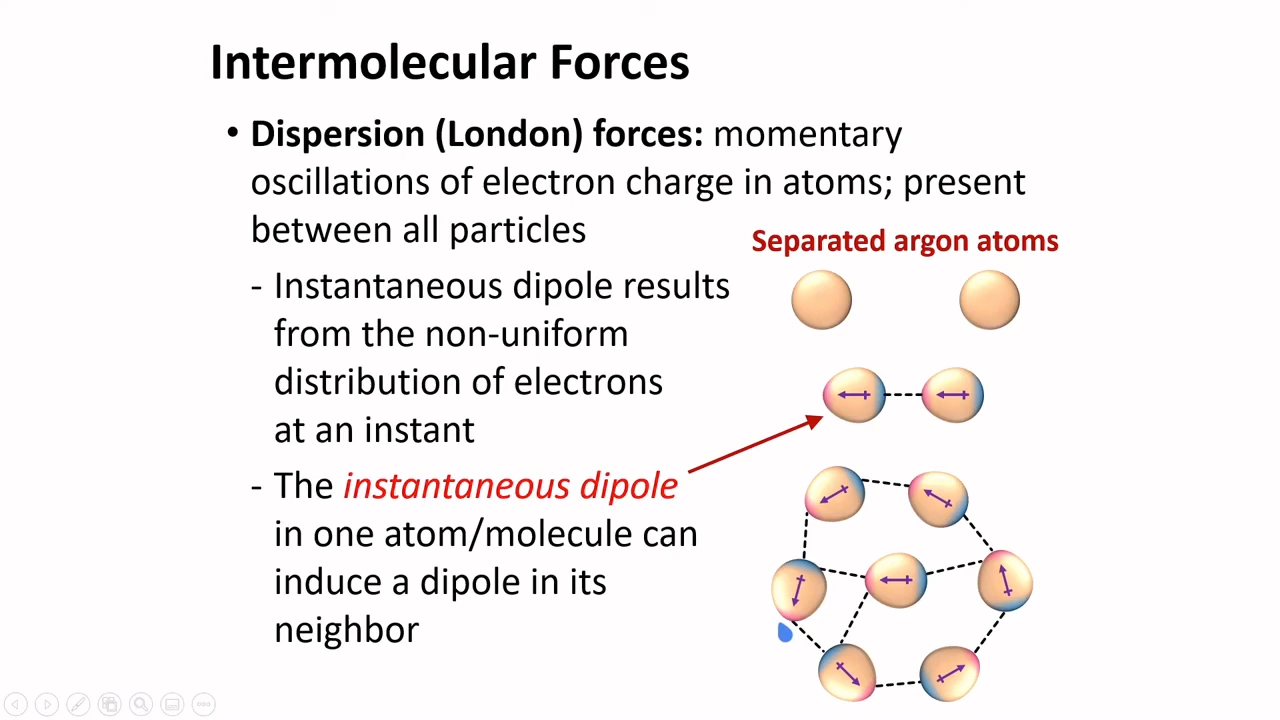 Intermolecular Forces
• Dispersion (London) forces: momentary
oscillations of electron charge in atoms; present
between all particles
Separated argon atoms
- Instantaneous dipole results
from the non-uniform
distribution of electrons
at an instant
- The instantaneous dipole
in one atom/molecule can
induce a dipole in its
neighbor